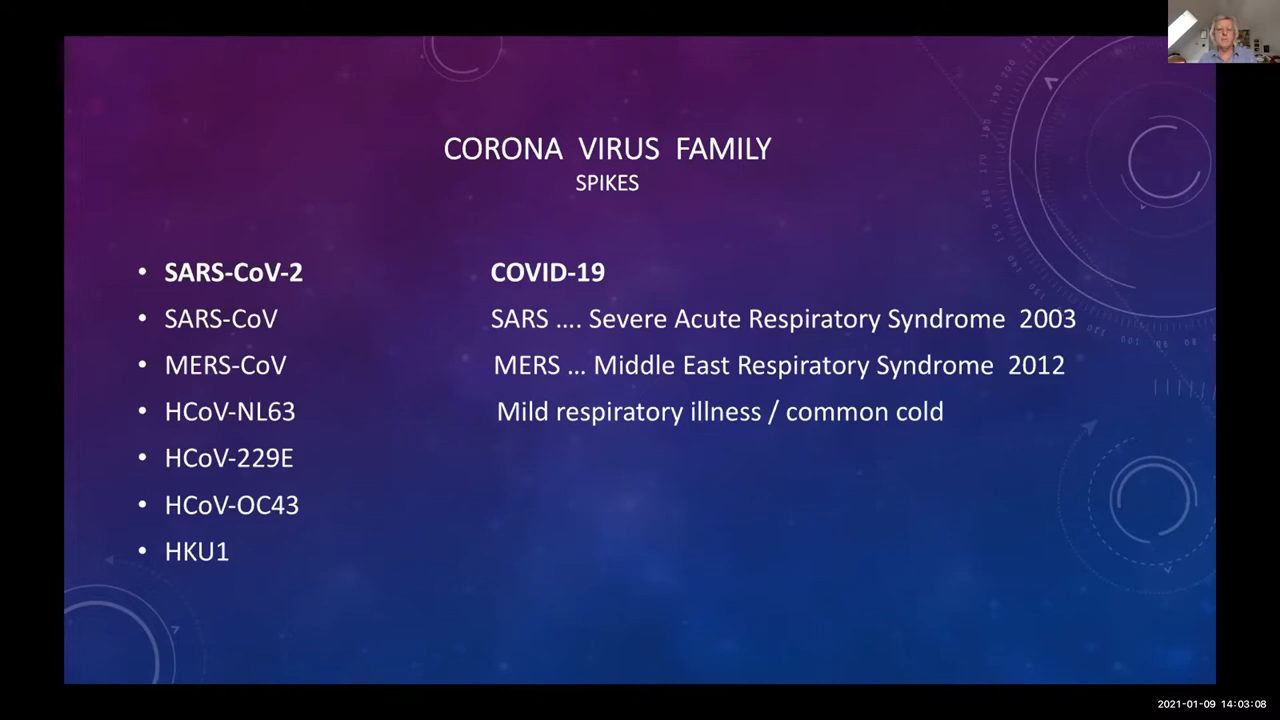 CORONA VIRUS FAMILY
SPIKES
• SARS-CoV-2 COVID-19
• SARS-CoV SARS .... Severe Acute Respiratory Syndrome 2003
• MERS-CoV MERS ... Middle East Respiratory Syndrome 2012
• HCoV-NL63 Mild respiratory illness / common cold
• HCoV-229E
• HCoV-OC43
• HKU1
2021-01-09 14:03:08